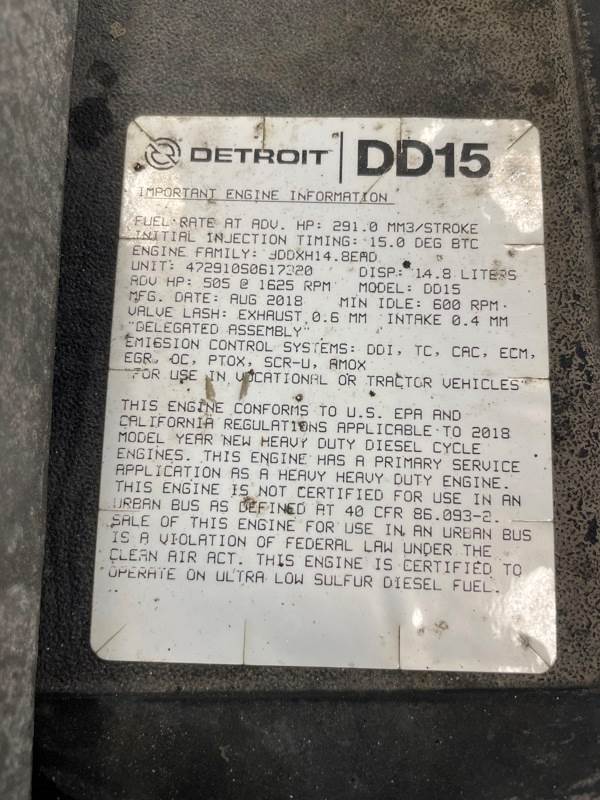 DETROIT DD15
IMPORTANT ENGINE INFORMATION
FUEL RATE AT ADV. HP: 291.0 MM3/STROKE
INITIAL INJECTION TIMING: 15.0 DEG BTC
ENGINE FAMILY: JDDXH14.8EAD
UNIT: 472910S0617320 DISP: 14.8 LITERS
ADV HP: 505 @ 1625 RPM MODEL: DD15
MFG. DATE: AUG 2018 MIN IDLE: 600 RPM
VALVE LASH: EXHAUST 0.6 MM INTAKE 0.4 MM
"DELEGATED ASSEMBLY"
EMISSION CONTROL SYSTEMS: DDI, TC, CAC, ECM,
EGR, OC, PTOX, SCR-U, AMOX
"FOR USE IN VOCATIONAL OR TRACTOR VEHICLES"
THIS ENGINE CONFORMS TO U.S. EPA AND
CALIFORNIA REGULATIONS APPLICABLE TO 2018
MODEL YEAR NEW HEAVY DUTY DIESEL CYCLE
ENGINES. THIS ENGINE HAS A PRIMARY SERVICE
APPLICATION AS A HEAVY HEAVY DUTY ENGINE.
THIS ENGINE IS NOT CERTIFIED FOR USE IN AN
URBAN BUS AS DEFINED AT 40 CFR 86.093-2.
SALE OF THIS ENGINE FOR USE IN AN URBAN BUS
IS A VIOLATION OF FEDERAL LAW UNDER THE
CLEAN AIR ACT. THIS ENGINE IS CERTIFIED TO
OPERATE ON ULTRA LOW SULFUR DIESEL FUEL.